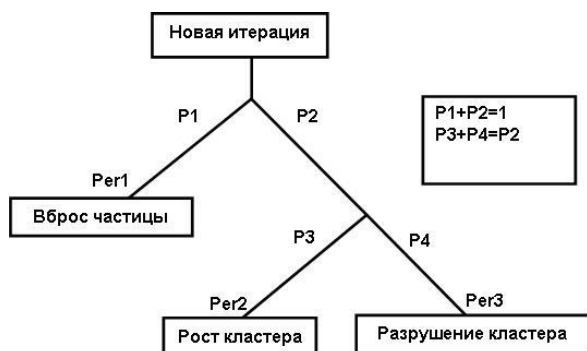 Новая итерация
P1
P2
P1+P2=1
P3+P4=P2
Per1
Вброс частицы
P3
P4
Per2
Per3
Рост кластера
Разрушение кластера